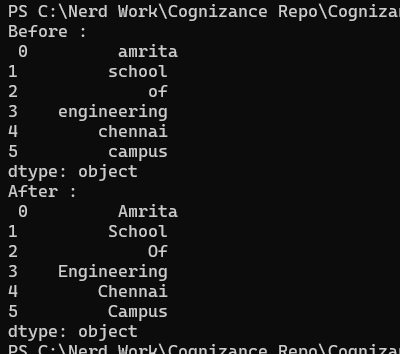 PS C:\Nerd Work\Cognizance Repo\Cogniza
Before :
 0         amrita
1         school
2             of
3    engineering
4        chennai
5         campus
dtype: object
After :
 0         Amrita
1         School
2             Of
3    Engineering
4        Chennai
5         Campus
dtype: object
PS C:\Nerd Work\Cognizance Repo\Cogniza